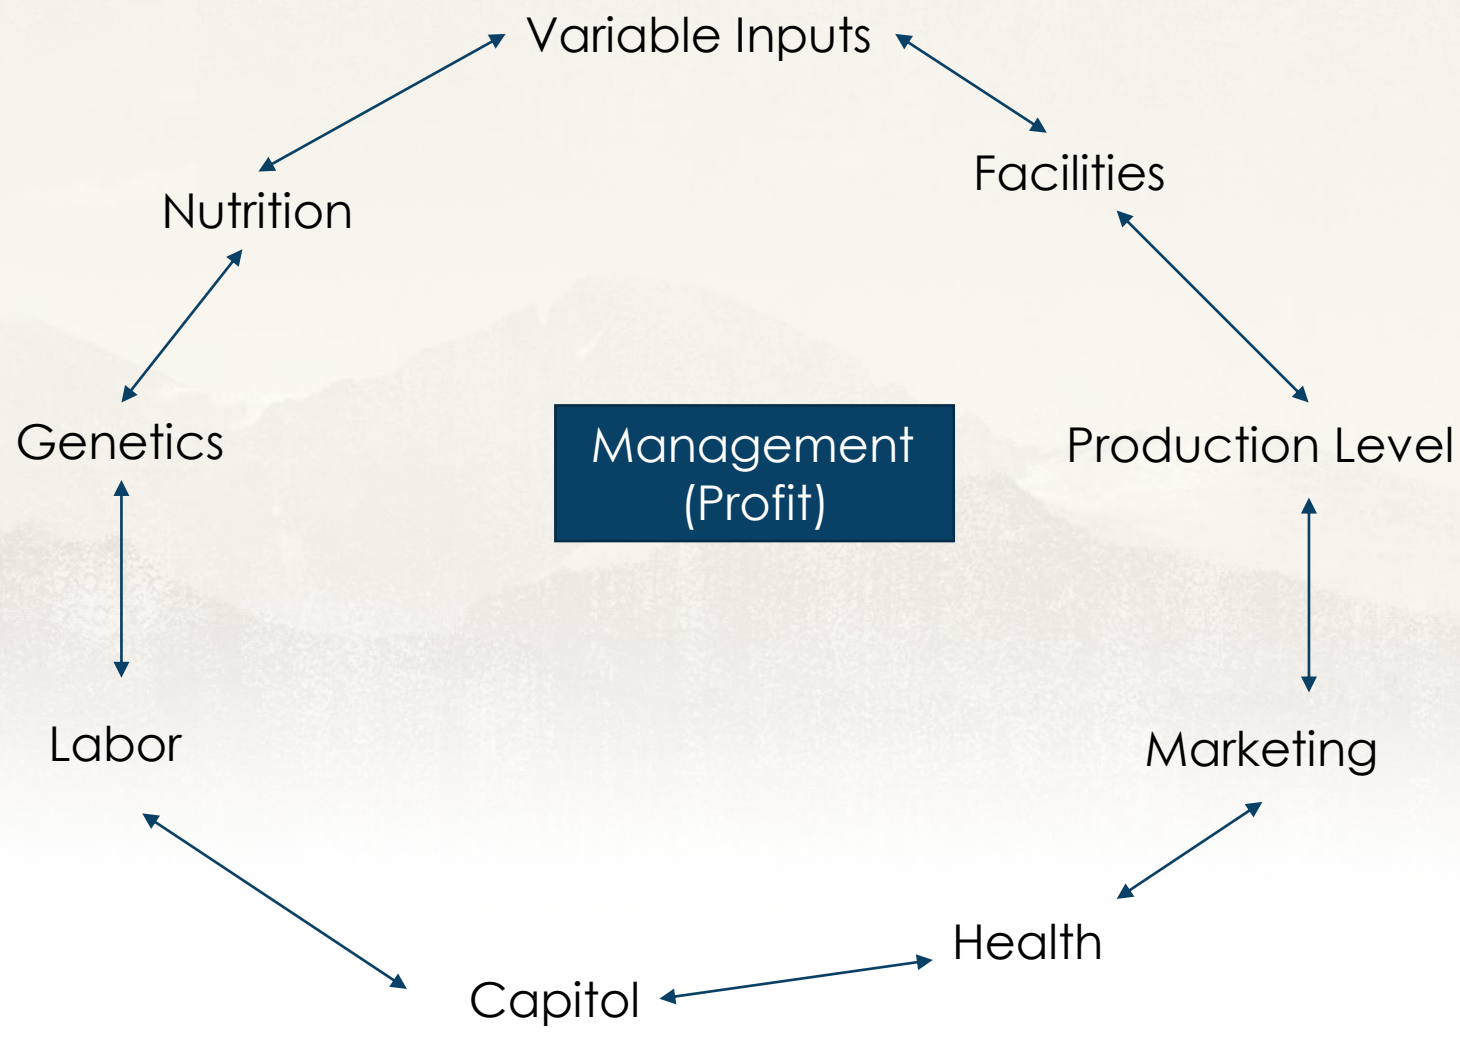 Variable Inputs
Facilities
Nutrition
Genetics
Management
(Profit)
Production Level
Labor
Marketing
Health
Capitol